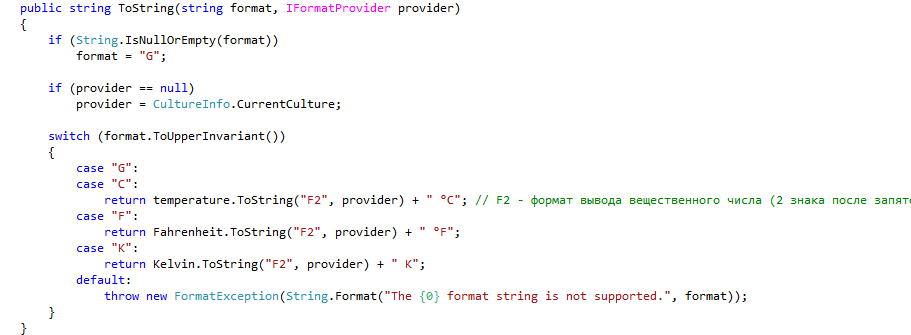 public string ToString(string format, IFormatProvider provider)
{
if (String.IsNullOrEmpty(format))
format = "G";
if (provider == null)
provider = CultureInfo.CurrentCulture;
switch (format.ToUpperInvariant())
{
case "G":
case "C":
return temperature.ToString("F2", provider) + " °C"; // F2 - формат вывода вещественного числа (2 знака после
case "F":
return Fahrenheit.ToString("F2", provider) + " °F";
case "K":
return Kelvin.ToString("F2", provider) + " K";
default:
throw new FormatException(String.Format("The {0} format string is not supported.", format));
}
}